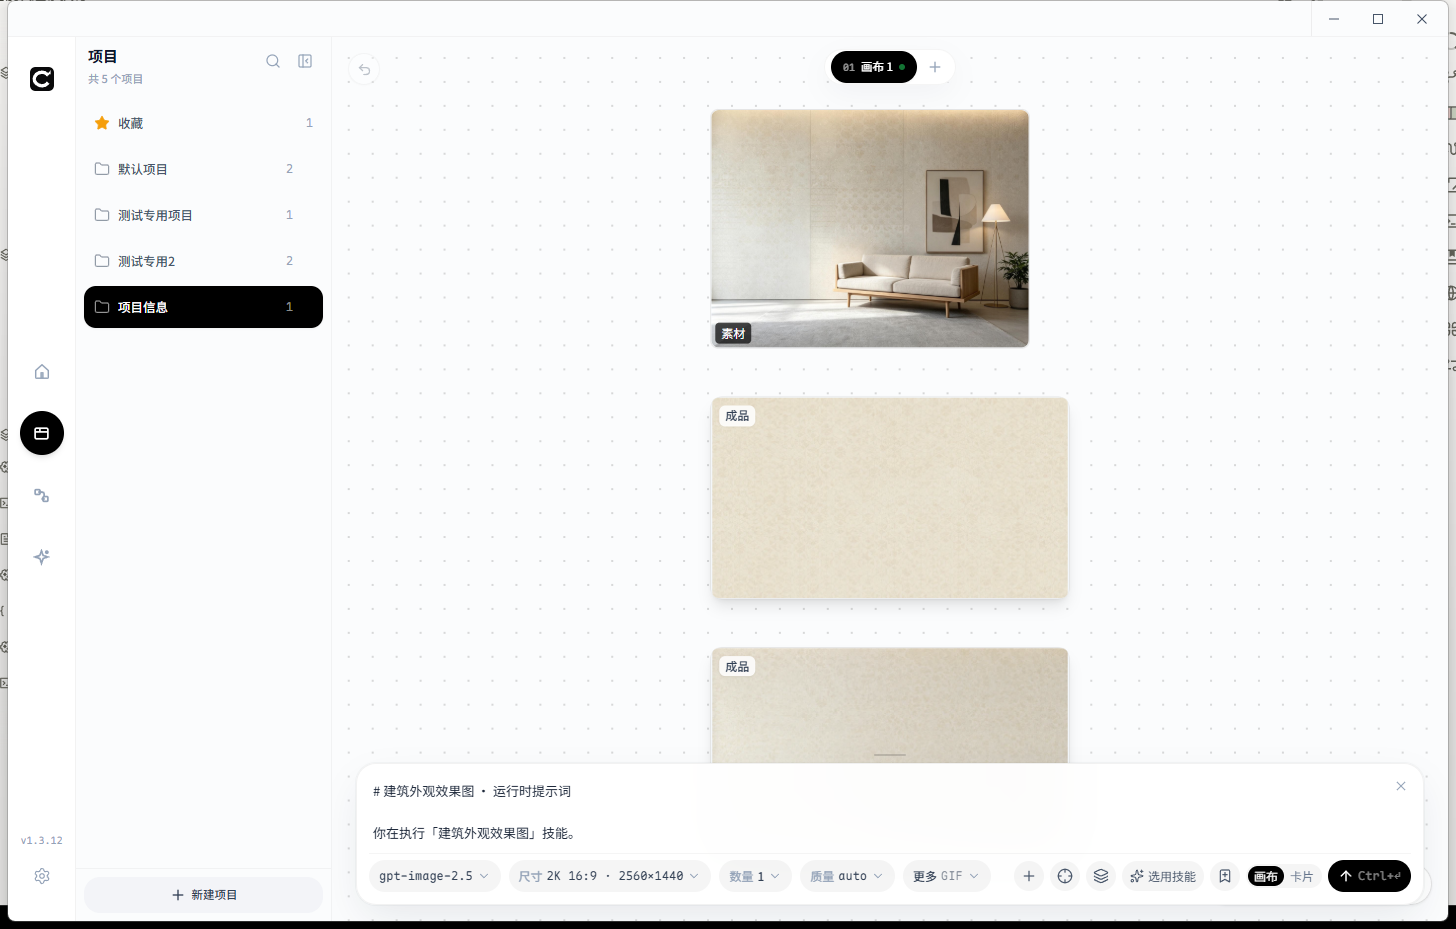 项目
共 5 个项目
收藏 1
默认项目 2
测试专用项目 1
测试专用2 2
项目信息 1
v1.3.12
新建项目
01 画布 1
素材
成品
成品
# 建筑外观效果图 · 运行时提示词
你在执行「建筑外观效果图」技能。
gpt-image-2.5 尺寸 2K 16:9 · 2560×1440 数量 1 质量 auto 更多 GIF 选用技能 画布 卡片 Ctrl+↵